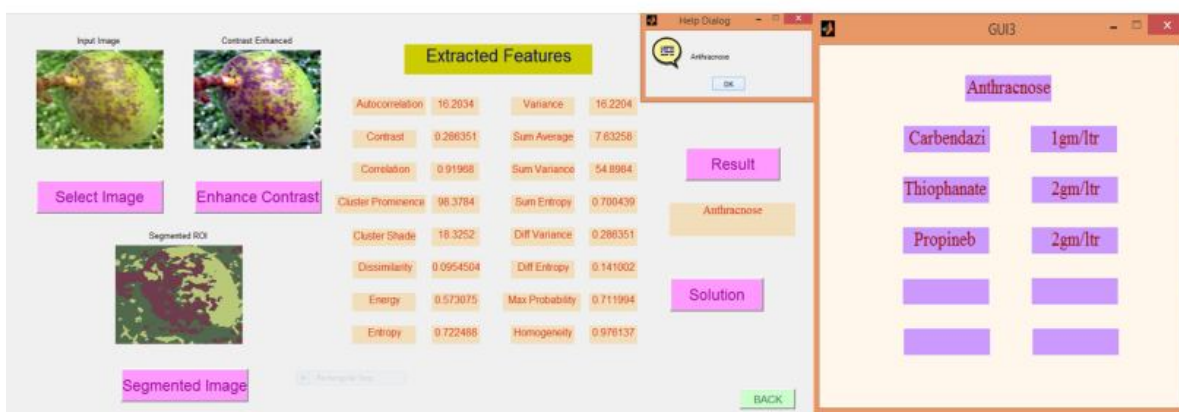 Input Image
Contrast Enhanced
Select Image
Enhance Contrast
Segmented ROI
Segmented Image
Extracted Features
Autocorrelation 16.2034 Variance 16.2204
Contrast 0.286351 Sum Average 7.63258
Correlation 0.91968 Sum Variance 54.8984
Cluster Prominence 98.3784 Sum Entropy 0.700439
Cluster Shade 18.3252 Diff Variance 0.286351
Dissimilarity 0.0954504 Diff Entropy 0.141002
Energy 0.573075 Max Probability 0.711994
Entropy 0.722488 Homogeneity 0.976137
Help Dialog
Anthracnose
OK
Result
Anthracnose
Solution
BACK
GUI3
Anthracnose
Carbendazi 1gm/ltr
Thiophanate 2gm/ltr
Propineb 2gm/ltr